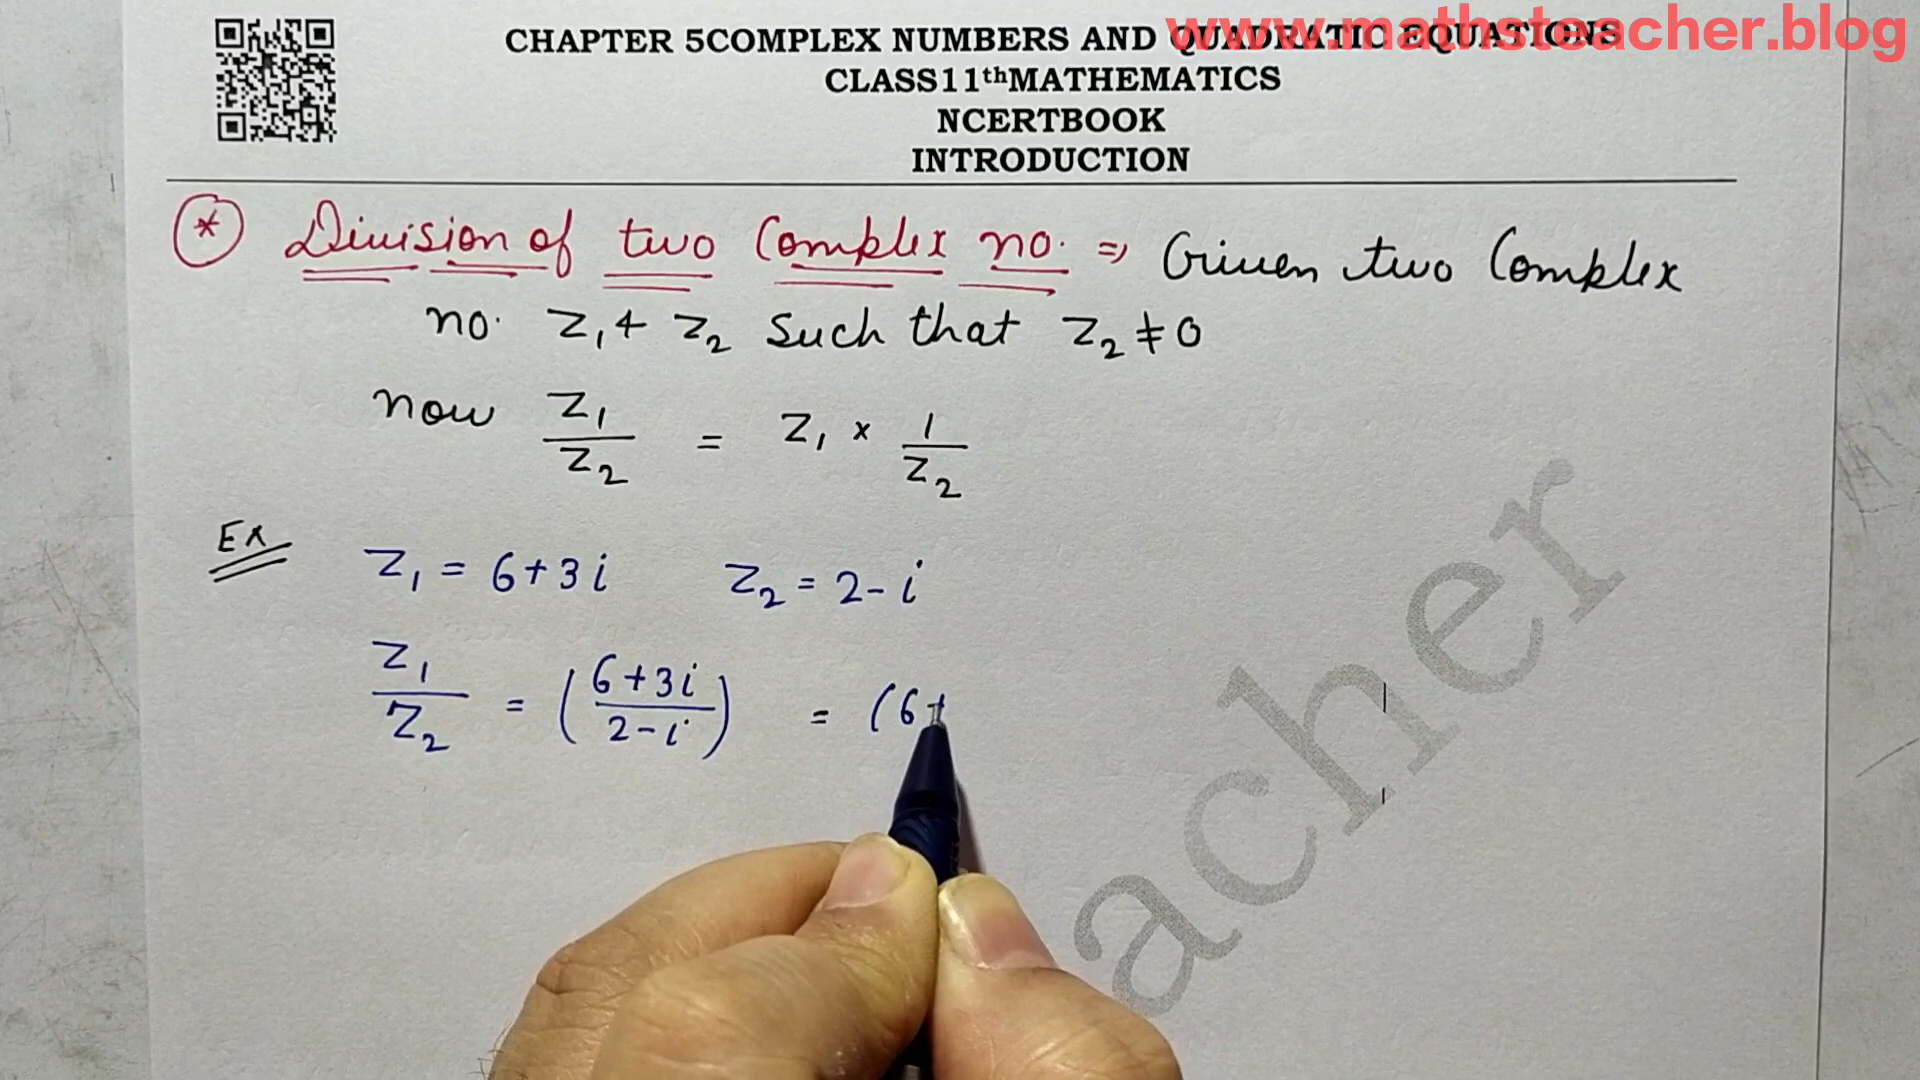 www.mathsteacher.blog
CHAPTER 5COMPLEX NUMBERS AND QUADRATIC EQUATIONS
CLASS11thMATHEMATICS
NCERTBOOK
INTRODUCTION
* Division of two Complex no. ⇒ Given two Complex
no. Z₁ & Z₂ such that Z₂ ≠ 0
now Z₁/Z₂ = Z₁ × 1/Z₂
Ex Z₁ = 6+3i Z₂ = 2-i
Z₁/Z₂ = (6+3i/2-i) = (6+
acher